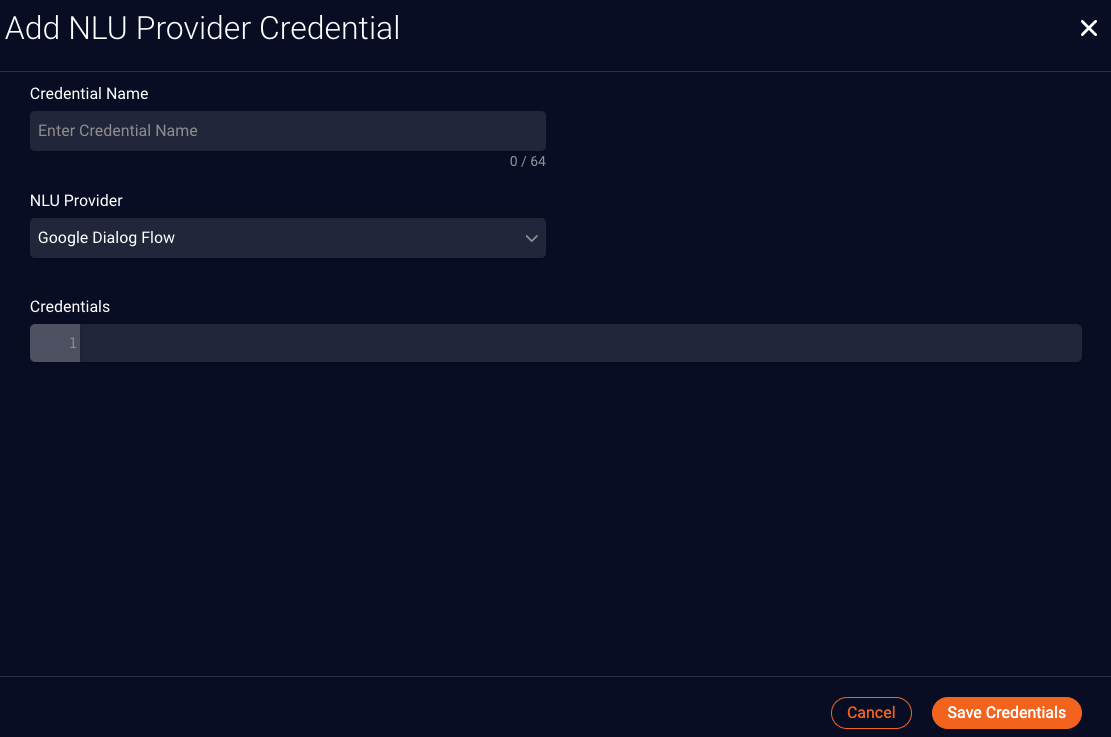 Add NLU Provider Credential
Credential Name
Enter Credential Name
0 / 64
NLU Provider
Google Dialog Flow
Credentials
1
Cancel
Save Credentials